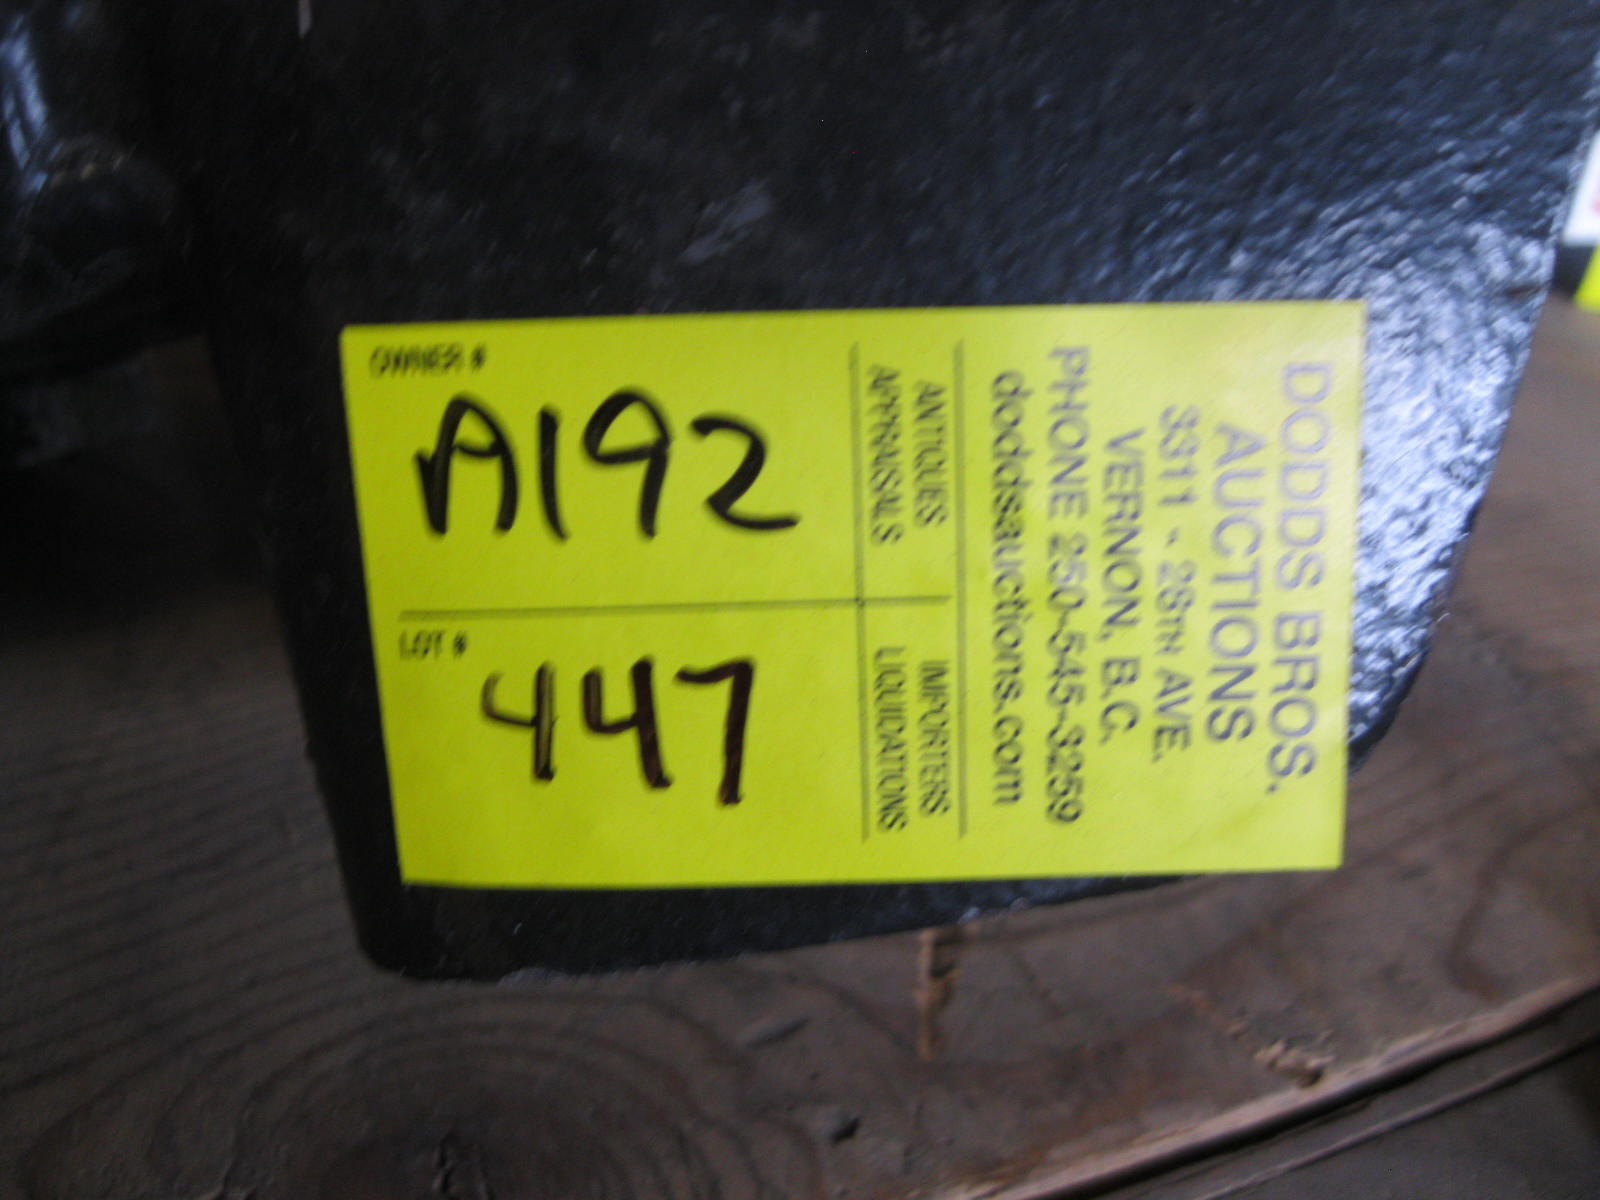 DODDS BROS.
AUCTIONS
3311 - 28TH AVE.
VERNON, B.C.
PHONE 250-545-3259
doddsauctions.com
ANTIQUES IMPORTERS
APPRAISALS LIQUIDATIONS
OWNER #
A192
LOT #
447